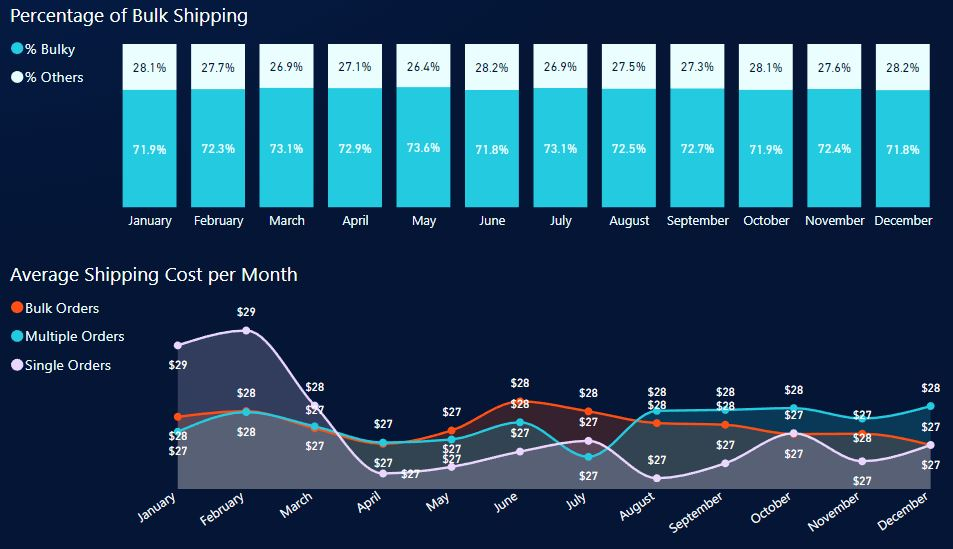 Percentage of Bulk Shipping
% Bulky
% Others
28.1% 27.7% 26.9% 27.1% 26.4% 28.2% 26.9% 27.5% 27.3% 28.1% 27.6% 28.2%
71.9% 72.3% 73.1% 72.9% 73.6% 71.8% 73.1% 72.5% 72.7% 71.9% 72.4% 71.8%
January February March April May June July August September October November December
Average Shipping Cost per Month
Bulk Orders
Multiple Orders
Single Orders
$29
$29
$28 $28 $28 $28 $28 $28 $28
$28 $27 $27 $27 $28 $27 $28 $28 $27 $27 $27
$28 $28 $27 $27 $27 $27 $27 $28
$27 $27 $27 $27 $27 $27 $27 $27
January February March April May June July August September October November December